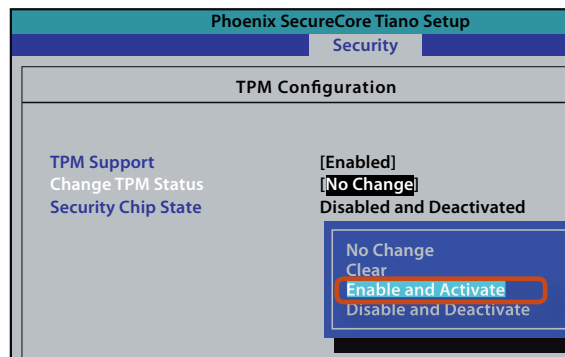 Phoenix SecureCore Tiano Setup
Security
TPM Configuration
TPM Support [Enabled]
Change TPM Status [No Change]
Security Chip State Disabled and Deactivated
No Change
Clear
Enable and Activate
Disable and Deactivate